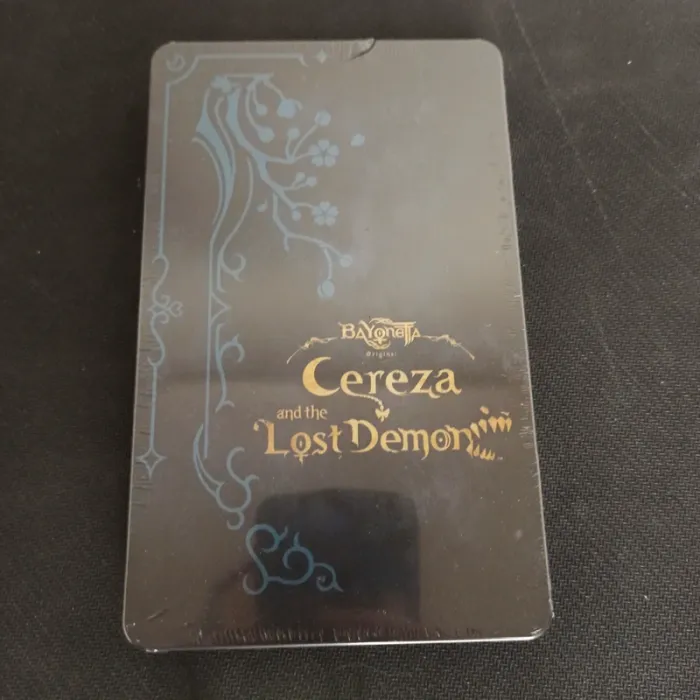 BAYONETTA
Origins:
Cereza
and the
Lost Demon